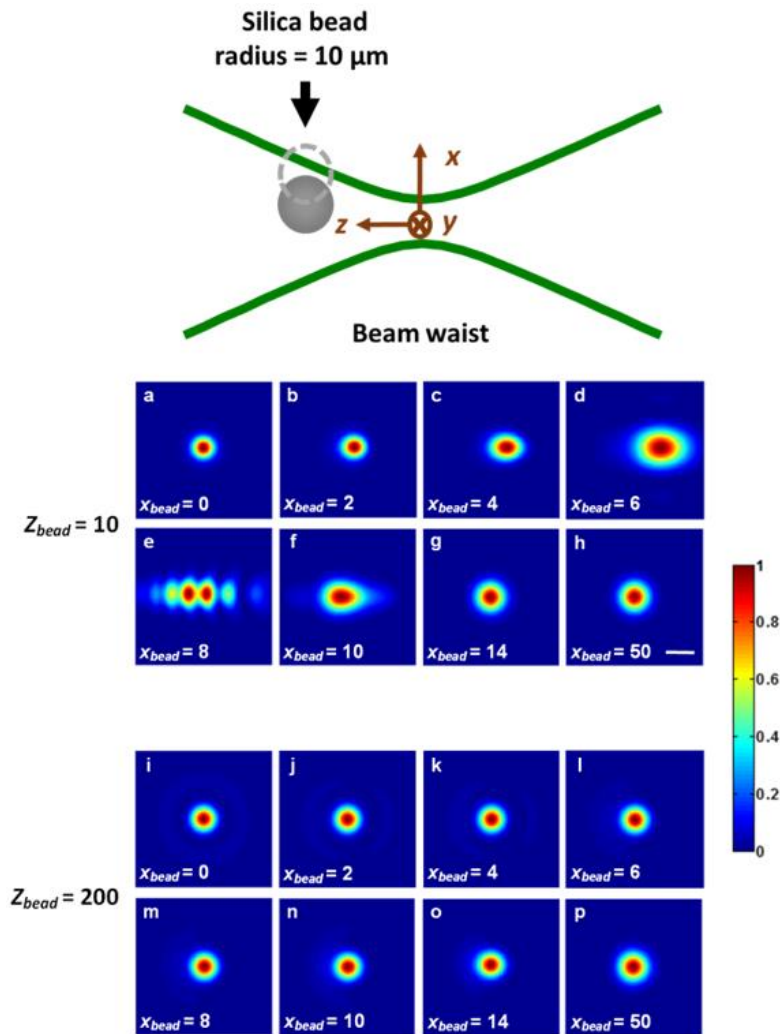 Silica bead
radius = 10 µm
x
z
y
Beam waist
a
b
c
d
x_bead = 0
x_bead = 2
x_bead = 4
x_bead = 6
Z_bead = 10
e
f
g
h
x_bead = 8
x_bead = 10
x_bead = 14
x_bead = 50
1
0.8
0.6
0.4
0.2
0
i
j
k
l
x_bead = 0
x_bead = 2
x_bead = 4
x_bead = 6
Z_bead = 200
m
n
o
p
x_bead = 8
x_bead = 10
x_bead = 14
x_bead = 50